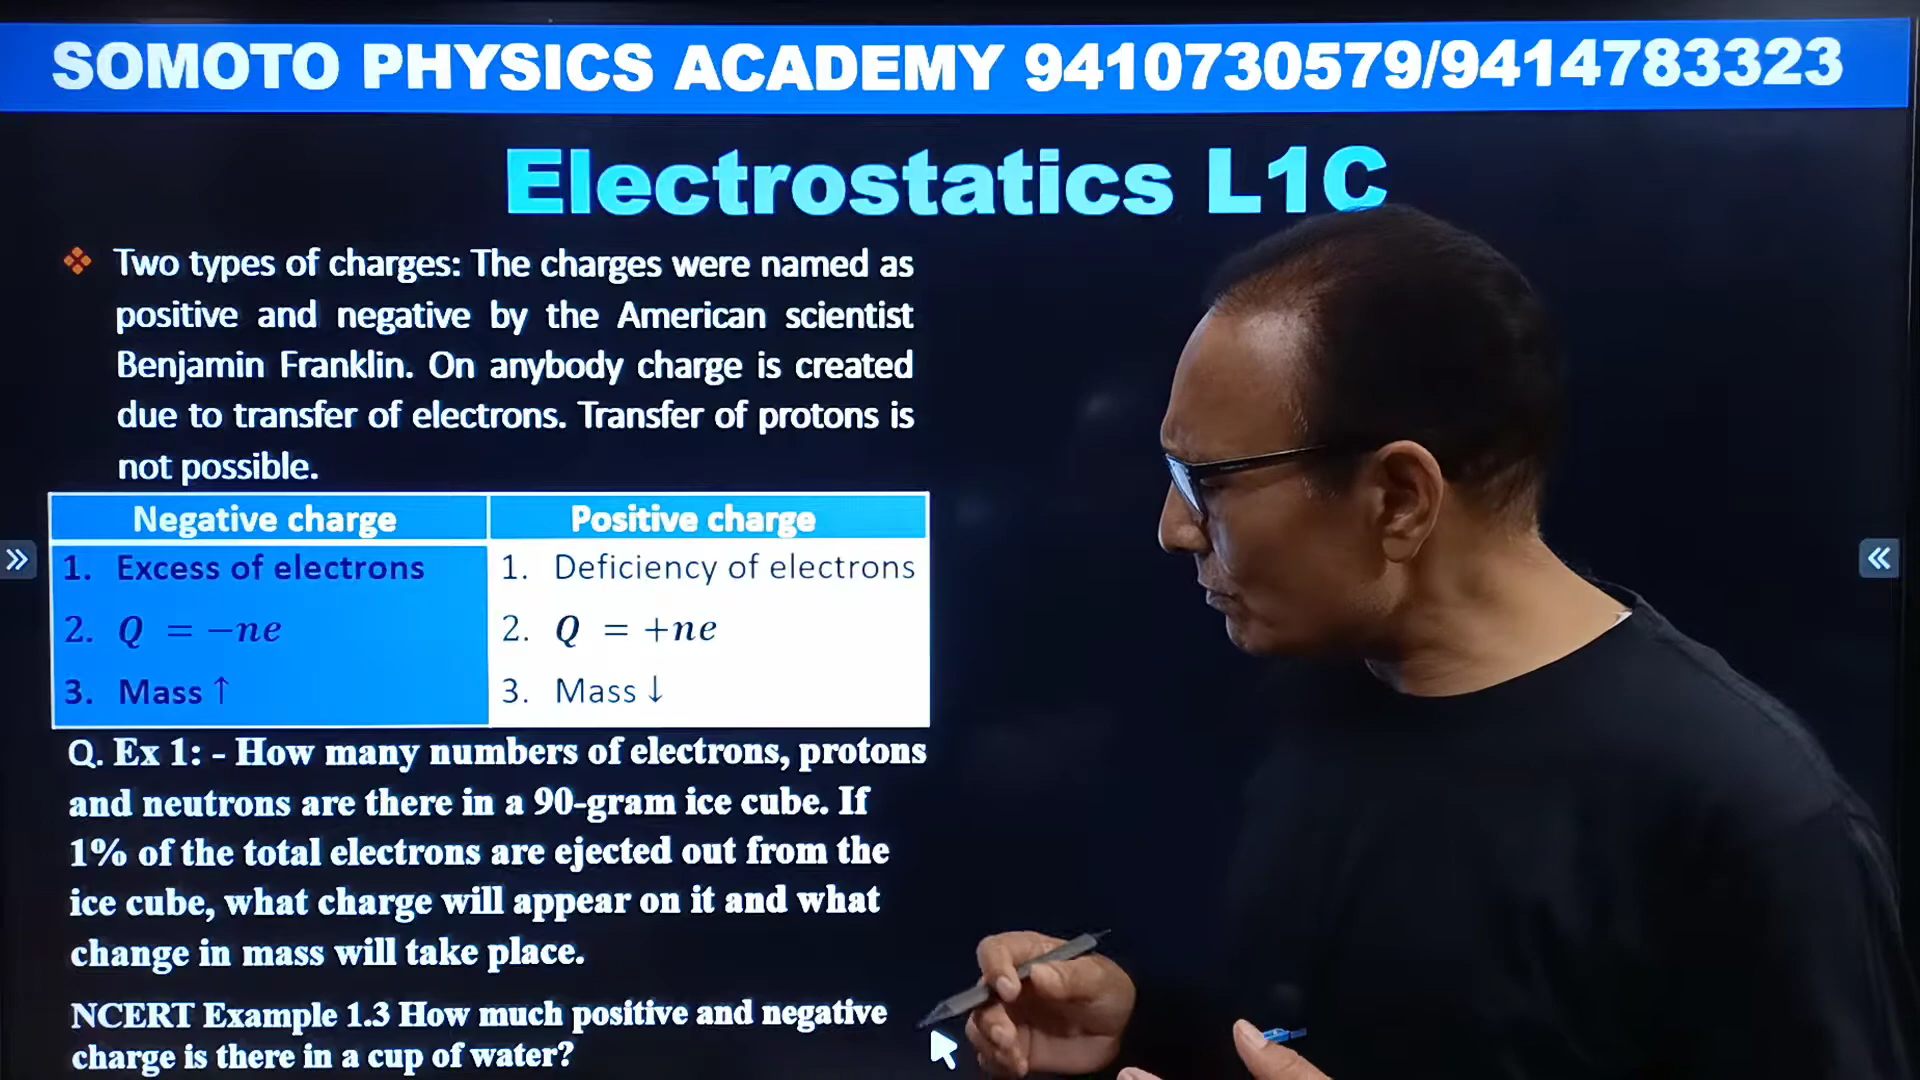 SOMOTO PHYSICS ACADEMY 9410730579/9414783323
Electrostatics L1C
❖ Two types of charges: The charges were named as
positive and negative by the American scientist
Benjamin Franklin. On anybody charge is created
due to transfer of electrons. Transfer of protons is
not possible.
Negative charge
1. Excess of electrons
2. Q = −ne
3. Mass ↑
Positive charge
1. Deficiency of electrons
2. Q = +ne
3. Mass ↓
Q. Ex 1: - How many numbers of electrons, protons
and neutrons are there in a 90-gram ice cube. If
1% of the total electrons are ejected out from the
ice cube, what charge will appear on it and what
change in mass will take place.
NCERT Example 1.3 How much positive and negative
charge is there in a cup of water?